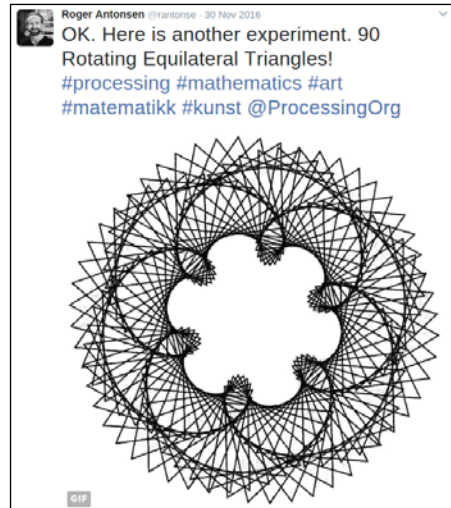 Roger Antonsen @rantonse · 30 Nov 2016
OK. Here is another experiment. 90
Rotating Equilateral Triangles!
#processing #mathematics #art
#matematikk #kunst @ProcessingOrg
GIF